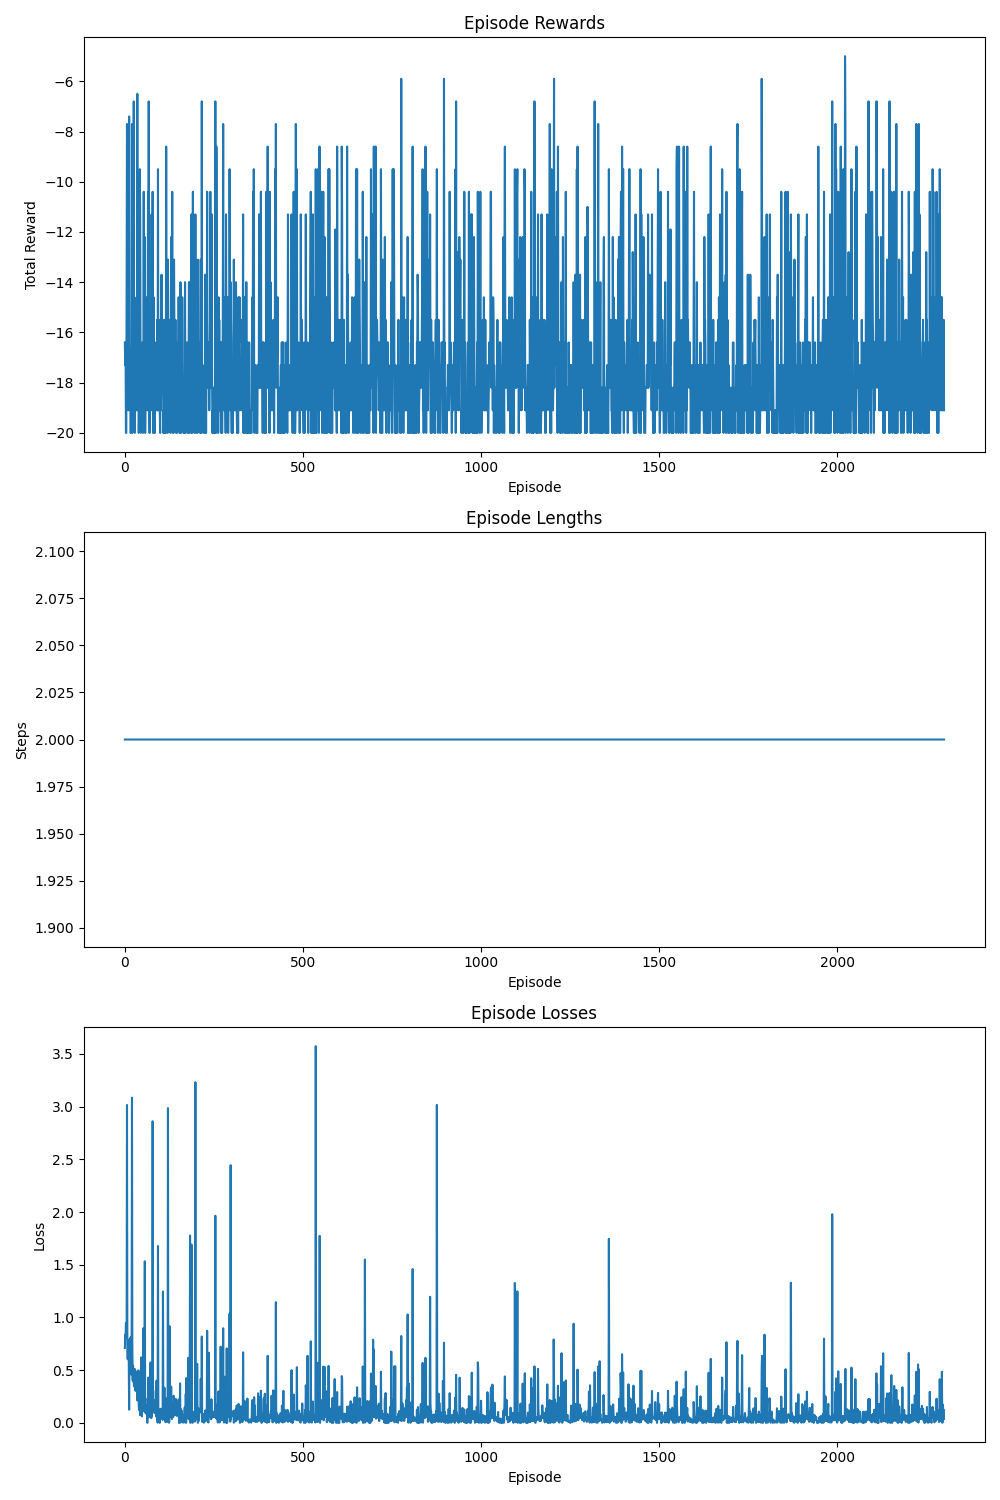 Episode Rewards
−6
−8
−10
−12
−14
−16
−18
−20
Total Reward
0 500 1000 1500 2000
Episode
Episode Lengths
2.100
2.075
2.050
2.025
2.000
1.975
1.950
1.925
1.900
Steps
0 500 1000 1500 2000
Episode
Episode Losses
3.5
3.0
2.5
2.0
1.5
1.0
0.5
0.0
Loss
0 500 1000 1500 2000
Episode